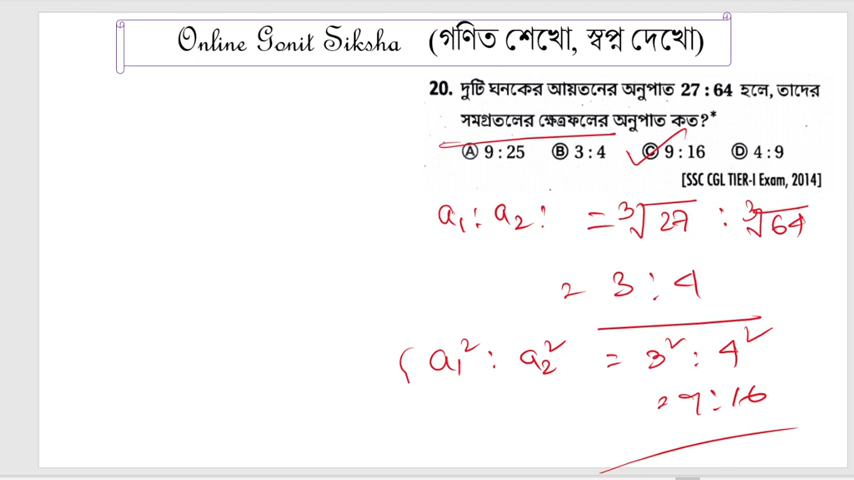 Online Gonit Siksha (গণিত শেখো, স্বপ্ন দেখো)
20. দুটি ঘনকের আয়তনের অনুপাত 27 : 64 হলে, তাদের
সমগ্রতলের ক্ষেত্রফলের অনুপাত কত?*
Ⓐ 9 : 25 Ⓑ 3 : 4 Ⓒ 9 : 16 Ⓓ 4 : 9
[SSC CGL TIER-I Exam, 2014]
a₁ : a₂ : = ∛27 : ∛64
= 3 : 4
a₁² : a₂² = 3² : 4²
= 9 : 16